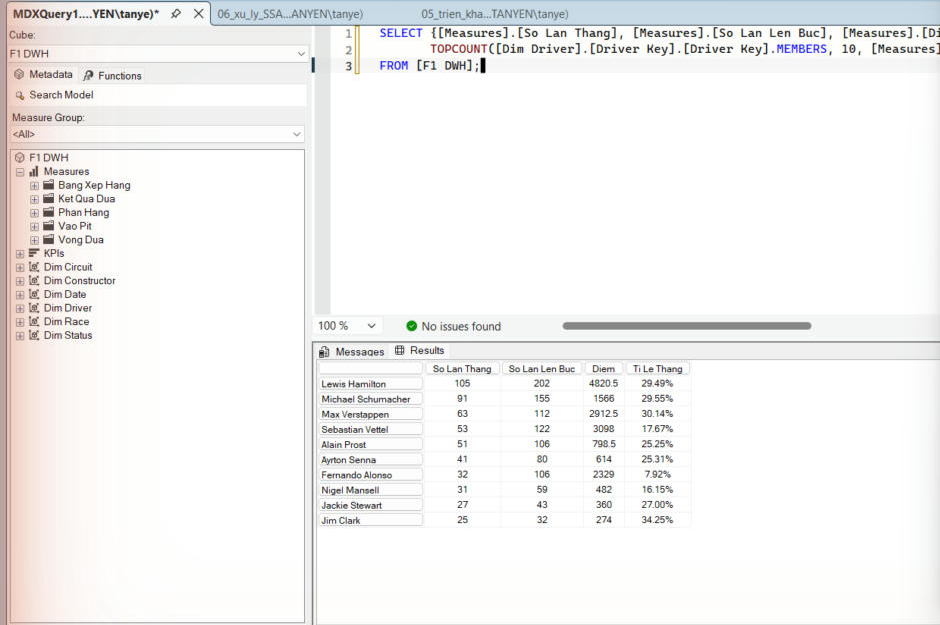 MDXQuery1....YEN\tanye)*
06_xu_ly_SSA...ANYEN\tanye)
05_trien_kha...TANYEN\tanye)
Cube:
F1 DWH
Metadata Functions
Search Model
Measure Group:
<All>
F1 DWH
Measures
Bang Xep Hang
Ket Qua Dua
Phan Hang
Vao Pit
Vong Dua
KPIs
Dim Circuit
Dim Constructor
Dim Date
Dim Driver
Dim Race
Dim Status
1 SELECT {[Measures].[So Lan Thang], [Measures].[So Lan Len Buc], [Measures].[Di
2 TOPCOUNT([Dim Driver].[Driver Key].[Driver Key].MEMBERS, 10, [Measures]
3 FROM [F1 DWH];
100 % No issues found
Messages Results
So Lan Thang So Lan Len Buc Diem Ti Le Thang
Lewis Hamilton 105 202 4820.5 29.49%
Michael Schumacher 91 155 1566 29.55%
Max Verstappen 63 112 2912.5 30.14%
Sebastian Vettel 53 122 3098 17.67%
Alain Prost 51 106 798.5 25.25%
Ayrton Senna 41 80 614 25.31%
Fernando Alonso 32 106 2329 7.92%
Nigel Mansell 31 59 482 16.15%
Jackie Stewart 27 43 360 27.00%
Jim Clark 25 32 274 34.25%